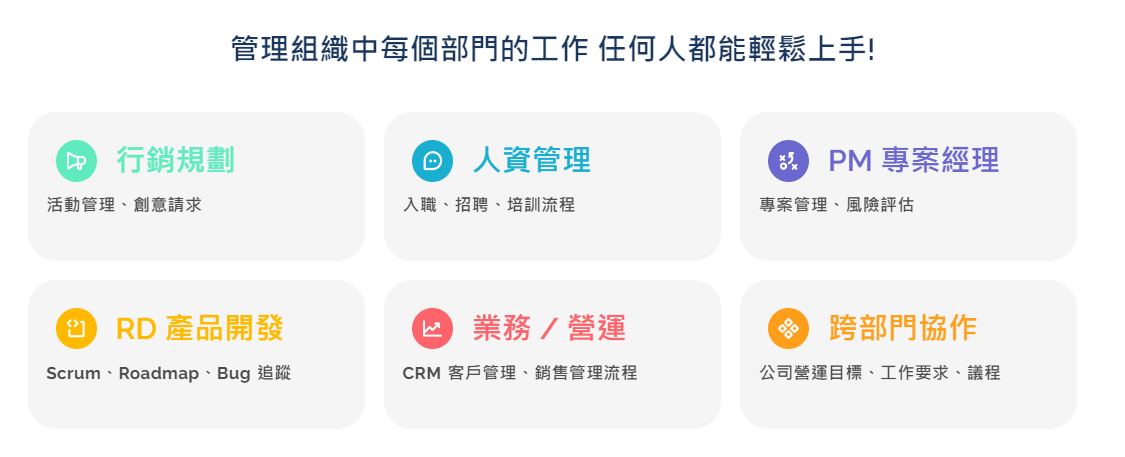 管理組織中每個部門的工作 任何人都能輕鬆上手!
行銷規劃
活動管理、創意請求
人資管理
入職、招聘、培訓流程
PM 專案經理
專案管理、風險評估
RD 產品開發
Scrum、Roadmap、Bug 追蹤
業務 / 營運
CRM 客戶管理、銷售管理流程
跨部門協作
公司營運目標、工作要求、議程